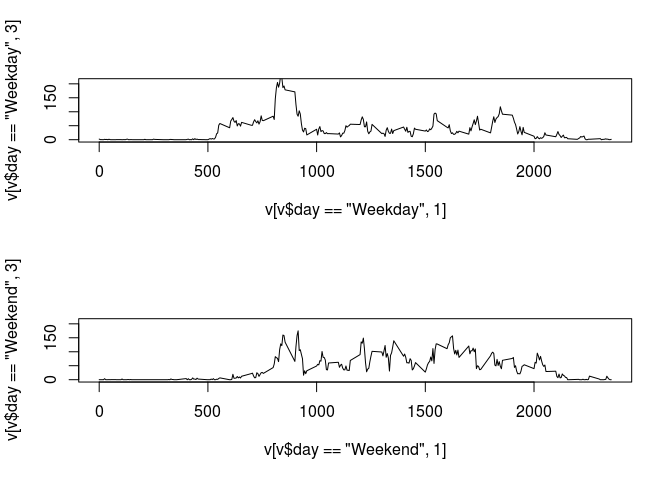 v[v$day == "Weekday", 3]
150
0
0 500 1000 1500 2000
v[v$day == "Weekday", 1]
v[v$day == "Weekend", 3]
150
0
0 500 1000 1500 2000
v[v$day == "Weekend", 1]